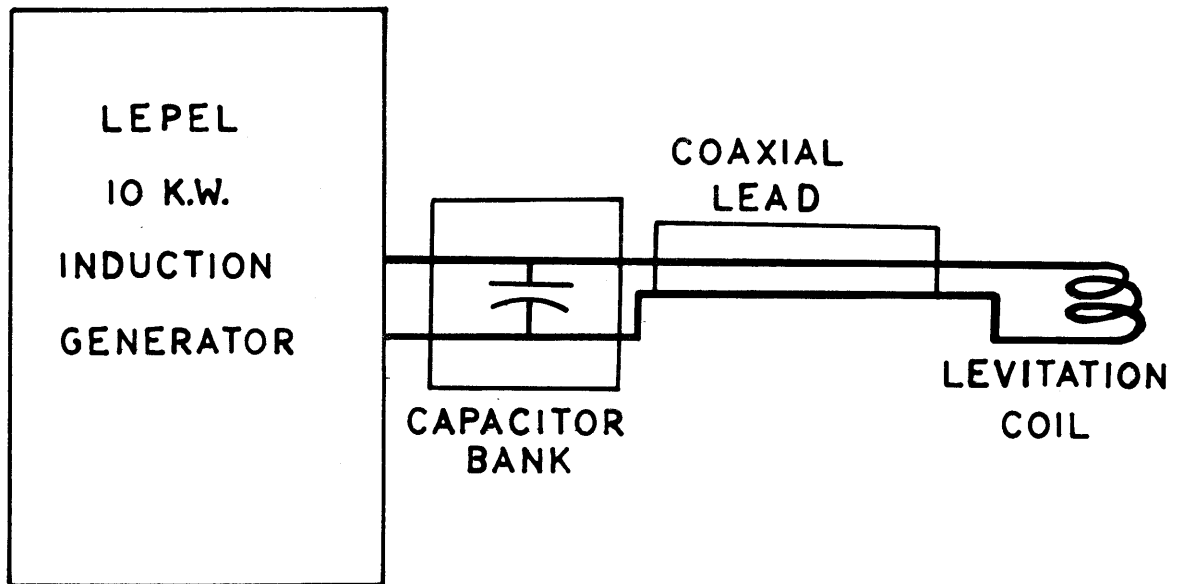 LEPEL
10 K.W.
INDUCTION
GENERATOR
CAPACITOR
BANK
COAXIAL
LEAD
LEVITATION
COIL